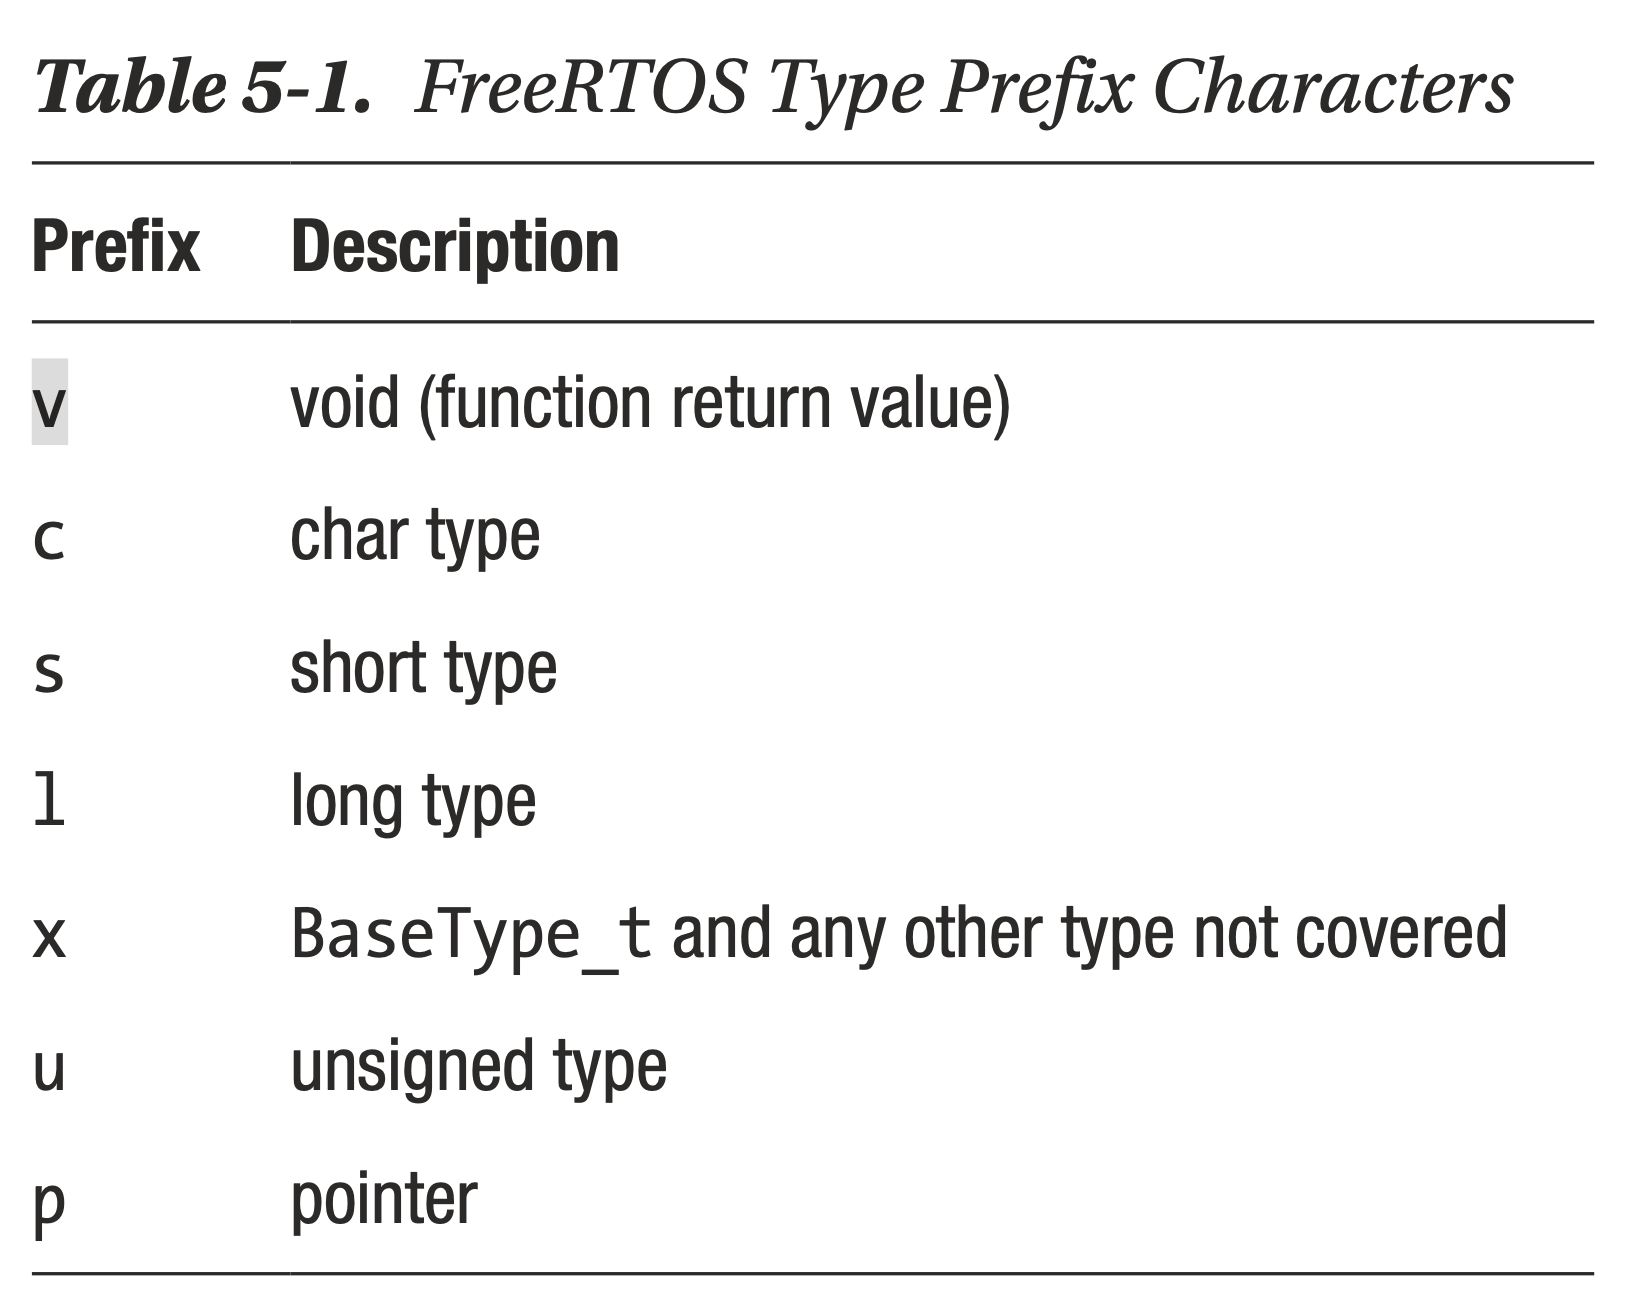 Table 5-1. FreeRTOS Type Prefix Characters
Prefix Description
v void (function return value)
c char type
s short type
l long type
x BaseType_t and any other type not covered
u unsigned type
p pointer